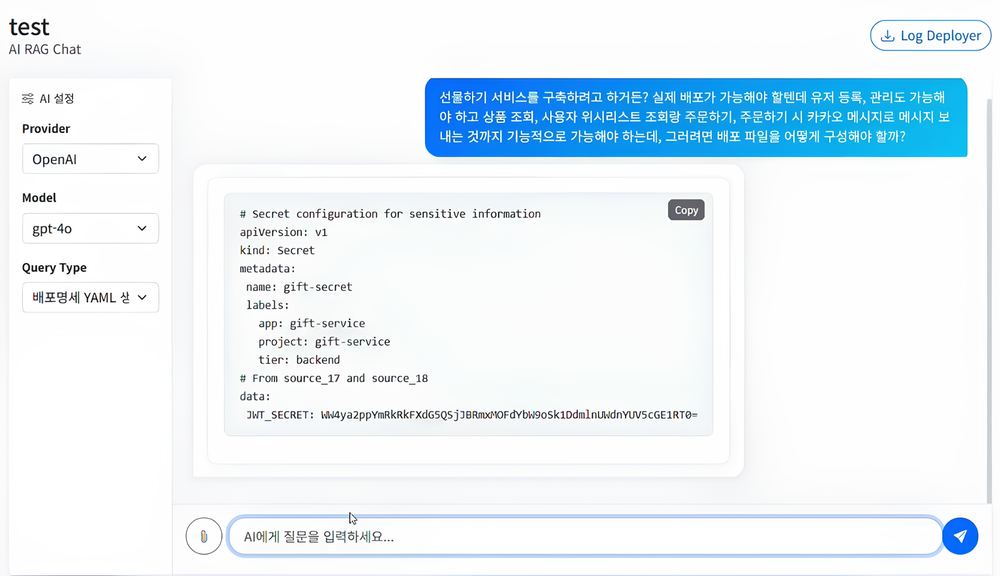 test
AI RAG Chat
Log Deployer
AI 설정
Provider
OpenAI
Model
gpt-4o
Query Type
배포명세 YAML 생
선물하기 서비스를 구축하려고 하거든? 실제 배포가 가능해야 할텐데 유저 등록, 관리도 가능해
야 하고 상품 조회, 사용자 위시리스트 조회랑 주문하기, 주문하기 시 카카오 메시지로 메시지 보
내는 것까지 기능적으로 가능해야 하는데, 그러려면 배포 파일을 어떻게 구성해야 할까?
Copy
# Secret configuration for sensitive information
apiVersion: v1
kind: Secret
metadata:
 name: gift-secret
 labels:
   app: gift-service
   project: gift-service
   tier: backend
# From source_17 and source_18
data:
 JWT_SECRET: WW4ya2ppYmRkRkFXdG5QSjJBRmxMOFdYbW9oSk1DdmlnUWdnYUV5cGE1RT0=
AI에게 질문을 입력하세요...